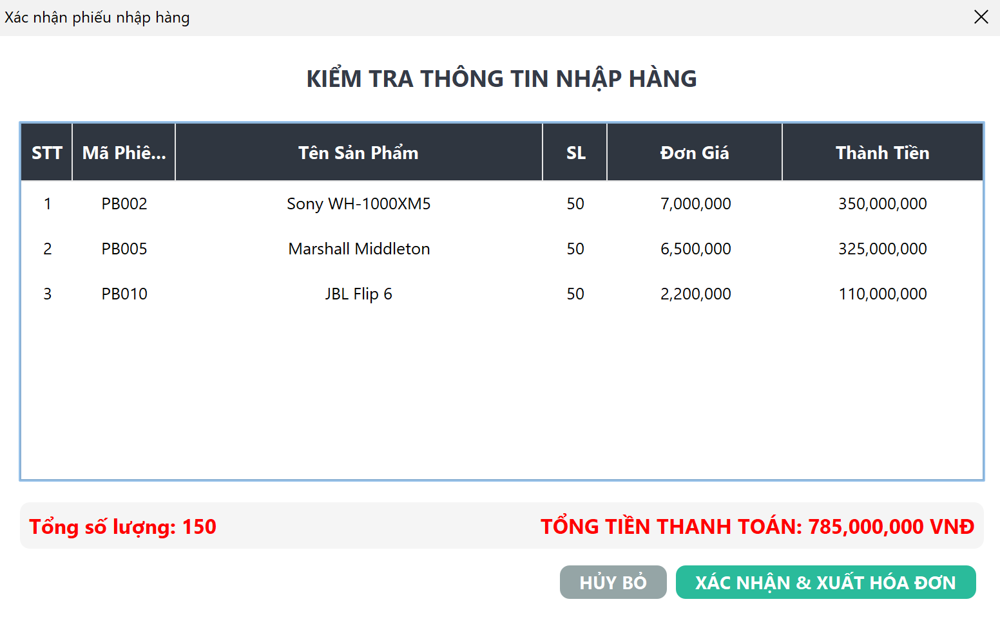 Xác nhận phiếu nhập hàng
KIỂM TRA THÔNG TIN NHẬP HÀNG
STT Mã Phiê... Tên Sản Phẩm SL Đơn Giá Thành Tiền
1 PB002 Sony WH-1000XM5 50 7,000,000 350,000,000
2 PB005 Marshall Middleton 50 6,500,000 325,000,000
3 PB010 JBL Flip 6 50 2,200,000 110,000,000
Tổng số lượng: 150 TỔNG TIỀN THANH TOÁN: 785,000,000 VNĐ
HỦY BỎ XÁC NHẬN & XUẤT HÓA ĐƠN